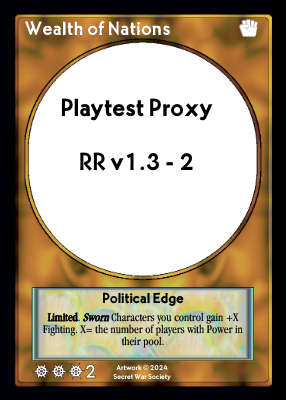 Wealth of Nations
Playtest Proxy
RR v1.3 - 2
Political Edge
Limited. Sworn Characters you control gain +X
Fighting. X= the number of players with Power in
their pool.
2
Artwork © 2024
Secret War Society